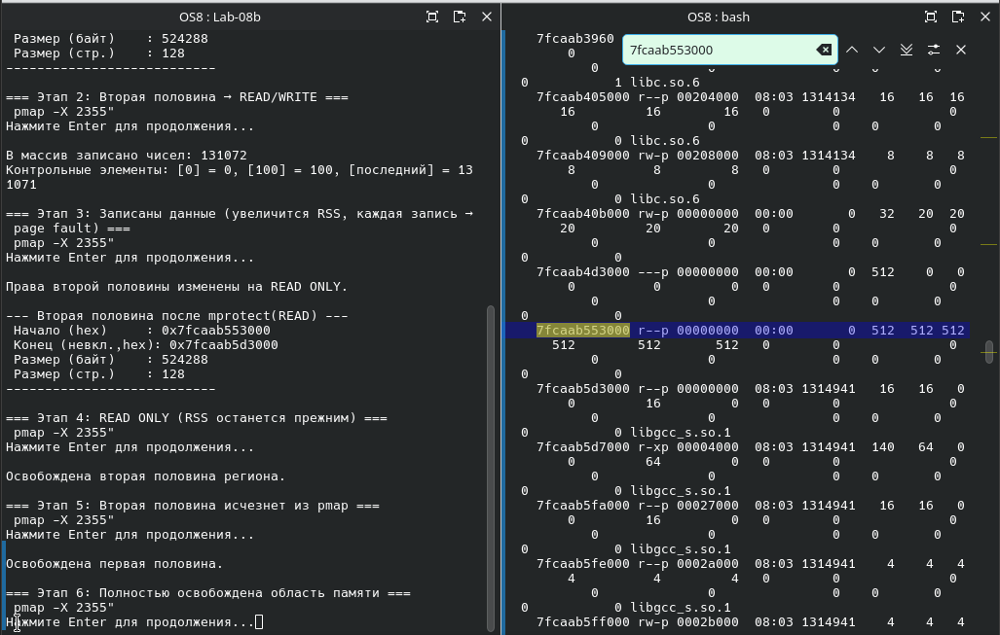 OS8 : Lab-08b
Размер (байт)    : 524288
Размер (стр.)  : 128
---------------------------
=== Этап 2: Вторая половина → READ/WRITE ===
pmap -X 2355"
Нажмите Enter для продолжения...
В массив записано чисел: 131072
Контрольные элементы: [0] = 0, [100] = 100, [последний] = 13
1071
=== Этап 3: Записаны данные (увеличится RSS, каждая запись →
page fault) ===
pmap -X 2355"
Нажмите Enter для продолжения...
Права второй половины изменены на READ ONLY.
--- Вторая половина после mprotect(READ) ---
Начало (hex)     : 0x7fcaab553000
Конец (невкл.,hex): 0x7fcaab5d3000
Размер (байт)    : 524288
Размер (стр.)    : 128
---------------------------
=== Этап 4: READ ONLY (RSS останется прежним) ===
pmap -X 2355"
Нажмите Enter для продолжения...
Освобождена вторая половина региона.
=== Этап 5: Вторая половина исчезнет из pmap ===
pmap -X 2355"
Нажмите Enter для продолжения...
Освобождена первая половина.
=== Этап 6: Полностью освобождена область памяти ===
pmap -X 2355"
Нажмите Enter для продолжения...
OS8 : bash
7fcaab553000
7fcaab3960
0
0 0 0 0
0 1 libc.so.6
7fcaab405000 r--p 00204000 08:03 1314134 16 16 16
16 16 16 0 0 0
0 0 0 0
0 0 libc.so.6
7fcaab409000 rw-p 00208000 08:03 1314134 8 8 8
8 8 8 0 0 0
0 0 0 0
0 0 libc.so.6
7fcaab40b000 rw-p 00000000 00:00 0 32 20 20
20 20 20 0 0 0
0 0 0 0
0 0
7fcaab4d3000 ---p 00000000 00:00 0 512 0 0
0 0 0 0 0 0
0 0 0 0
0 0
7fcaab553000 r--p 00000000 00:00 0 512 512 512
512 512 512 0 0 0
0 0 0 0
0 0
7fcaab5d3000 r--p 00000000 08:03 1314941 16 16 0
0 16 0 0 0 0
0 0 0 0
0 0 libgcc_s.so.1
7fcaab5d7000 r-xp 00004000 08:03 1314941 140 64 0
0 64 0 0 0 0
0 0 0 0
0 0 libgcc_s.so.1
7fcaab5fa000 r--p 00027000 08:03 1314941 16 16 0
0 16 0 0 0 0
0 0 0 0
0 0 libgcc_s.so.1
7fcaab5fe000 r--p 0002a000 08:03 1314941 4 4 4
4 4 4 0 0 0
0 0 0 0
0 0 libgcc_s.so.1
7fcaab5ff000 rw-p 0002b000 08:03 1314941 4 4 4